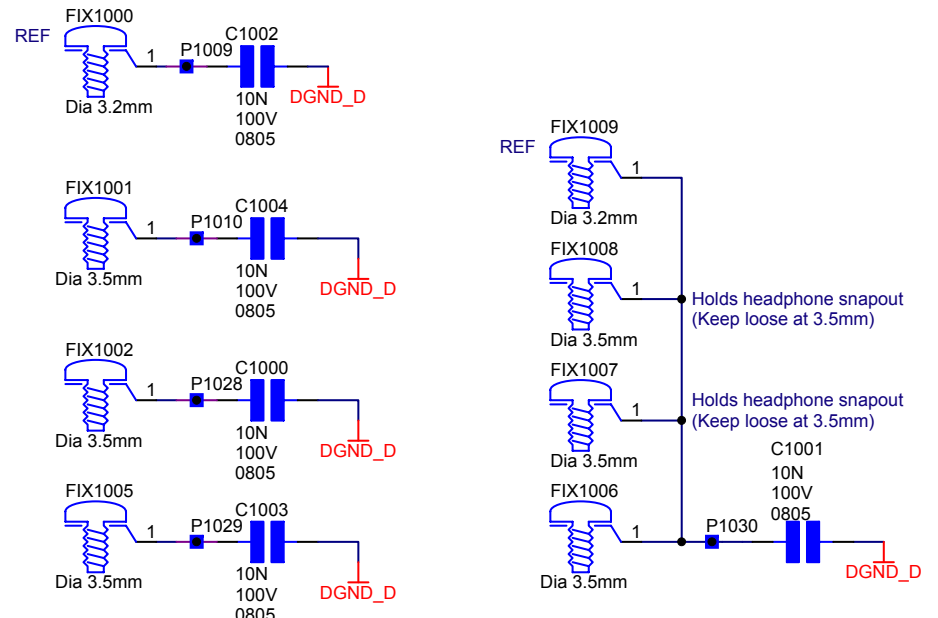 FIX1000
REF
1
P1009
C1002
Dia 3.2mm
10N
100V
0805
DGND_D
FIX1001
1
P1010
C1004
Dia 3.5mm
10N
100V
0805
DGND_D
FIX1002
1
P1028
C1000
Dia 3.5mm
10N
100V
0805
DGND_D
FIX1005
1
P1029
C1003
Dia 3.5mm
10N
100V
0805
DGND_D
FIX1009
REF
1
Dia 3.2mm
FIX1008
1
Holds headphone snapout
(Keep loose at 3.5mm)
Dia 3.5mm
FIX1007
1
Holds headphone snapout
(Keep loose at 3.5mm)
Dia 3.5mm
FIX1006
1
P1030
C1001
10N
100V
0805
Dia 3.5mm
DGND_D